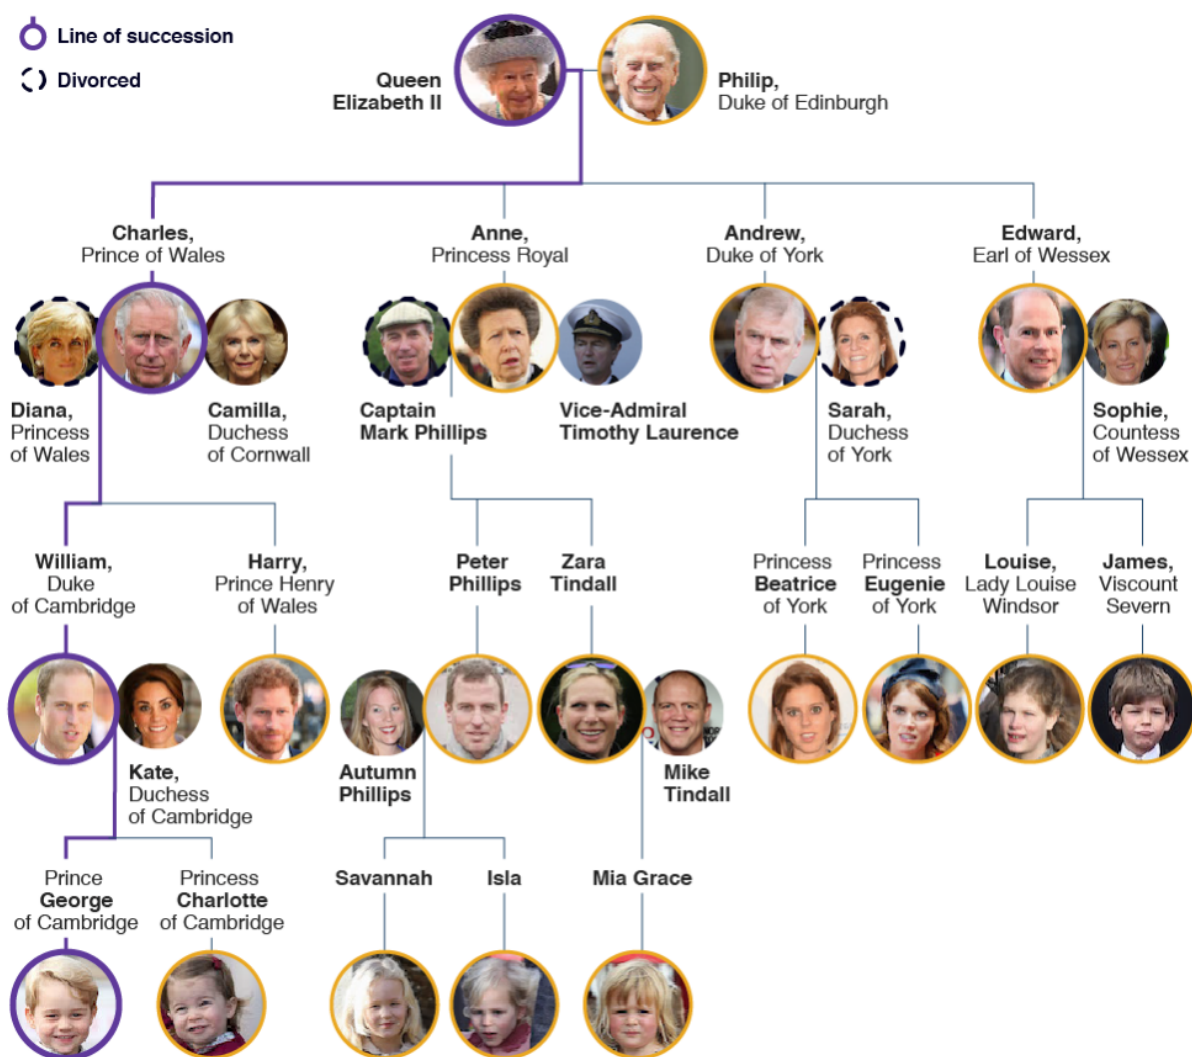 Line of succession
Divorced
Queen
Elizabeth II
Philip,
Duke of Edinburgh
Charles,
Prince of Wales
Anne,
Princess Royal
Andrew,
Duke of York
Edward,
Earl of Wessex
Diana,
Princess
of Wales
Camilla,
Duchess
of Cornwall
Captain
Mark Phillips
Vice-Admiral
Timothy Laurence
Sarah,
Duchess
of York
Sophie,
Countess
of Wessex
William,
Duke
of Cambridge
Harry,
Prince Henry
of Wales
Peter
Phillips
Zara
Tindall
Princess
Beatrice
of York
Princess
Eugenie
of York
Louise,
Lady Louise
Windsor
James,
Viscount
Severn
Kate,
Duchess
of Cambridge
Autumn
Phillips
Mike
Tindall
Prince
George
of Cambridge
Princess
Charlotte
of Cambridge
Savannah
Isla
Mia Grace